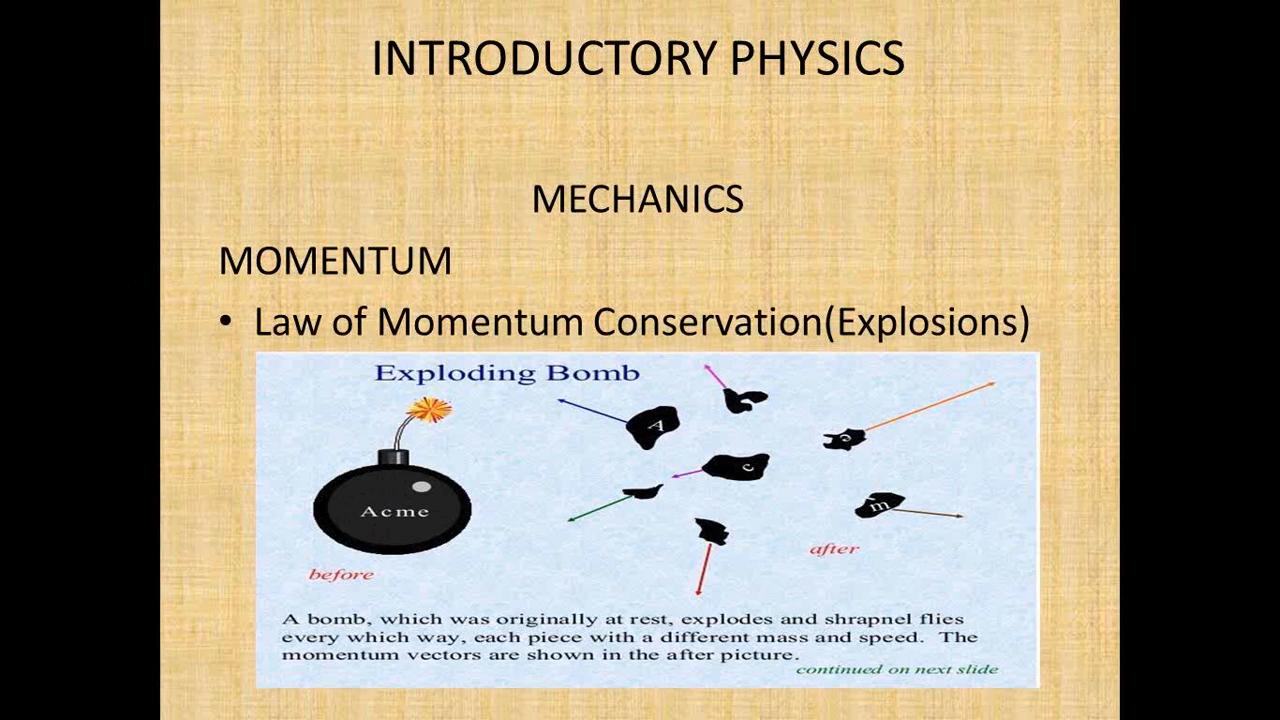 INTRODUCTORY PHYSICS
MECHANICS
MOMENTUM
• Law of Momentum Conservation(Explosions)
Exploding Bomb
A
c
e
Acme
m
after
before
A bomb, which was originally at rest, explodes and shrapnel flies
every which way, each piece with a different mass and speed. The
momentum vectors are shown in the after picture.
continued on next slide